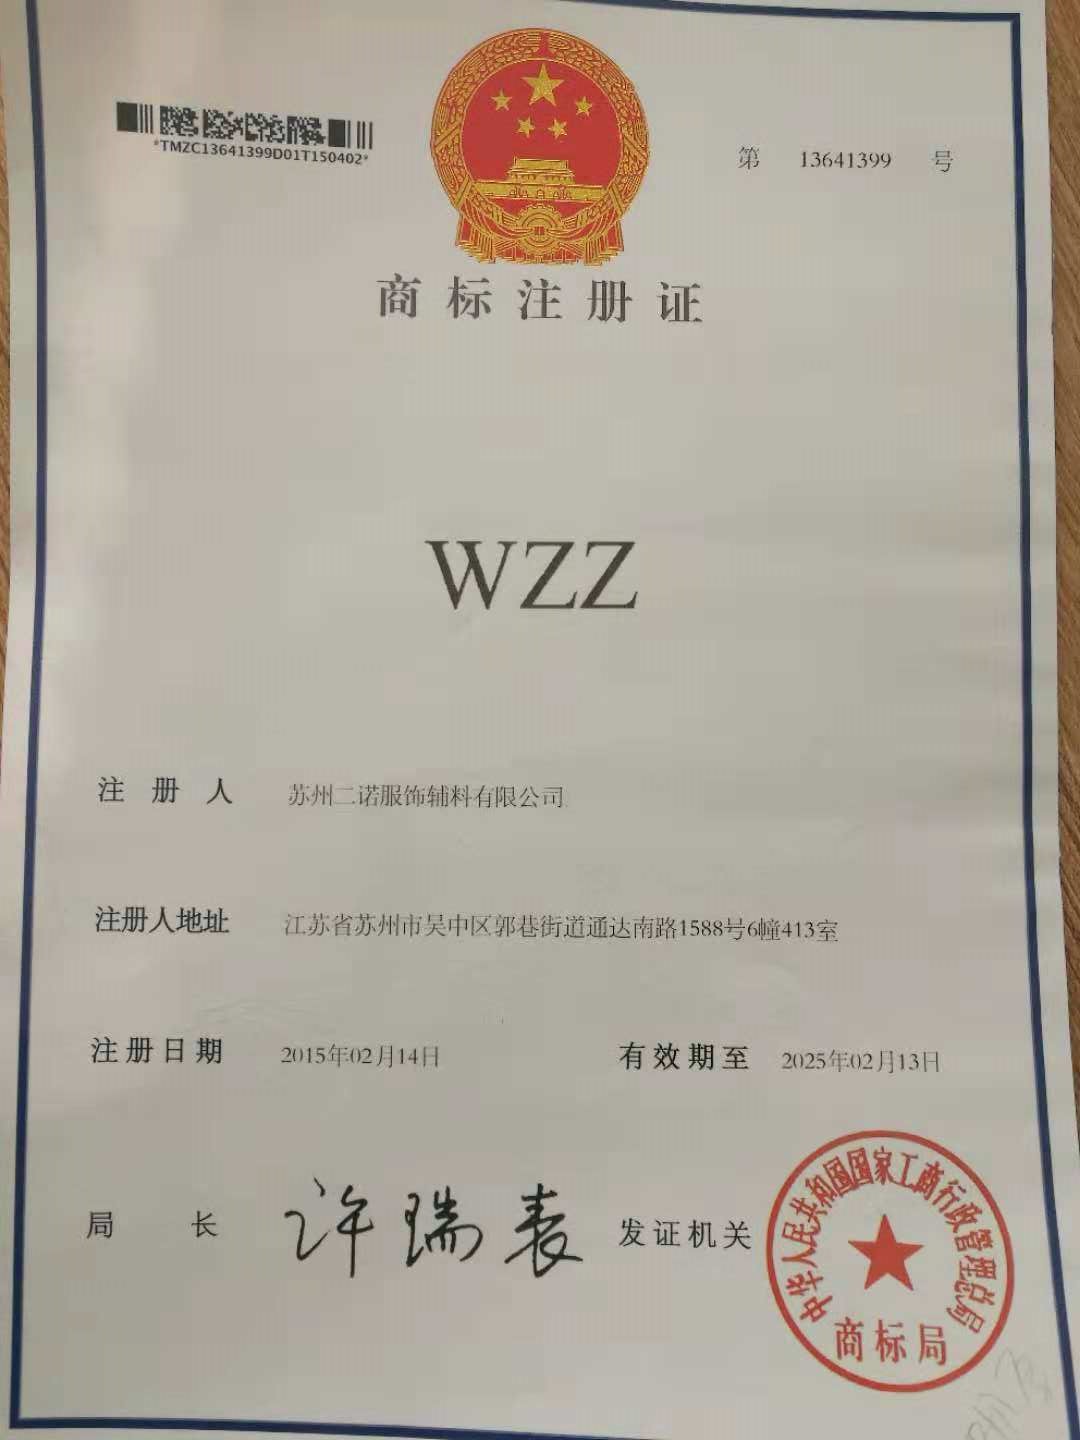 *TMZC13641399D01T150402*
第 13641399 号
商标注册证
WZZ
注册人 苏州二诺服饰辅料有限公司
注册人地址 江苏省苏州市吴中区郭巷街道通达南路1588号6幢413室
注册日期 2015年02月14日 有效期至 2025年02月13日
局长 许瑞表 发证机关
中华人民共和国国家工商行政管理总局
商标局